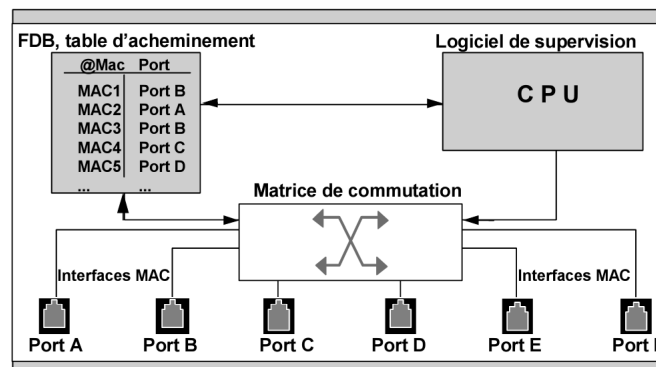 FDB, table d'acheminement
@Mac Port
MAC1 Port B
MAC2 Port A
MAC3 Port B
MAC4 Port C
MAC5 Port D
... ...
Logiciel de supervision
C P U
Matrice de commutation
Interfaces MAC
Interfaces MAC
Port A
Port B
Port C
Port D
Port E
Port